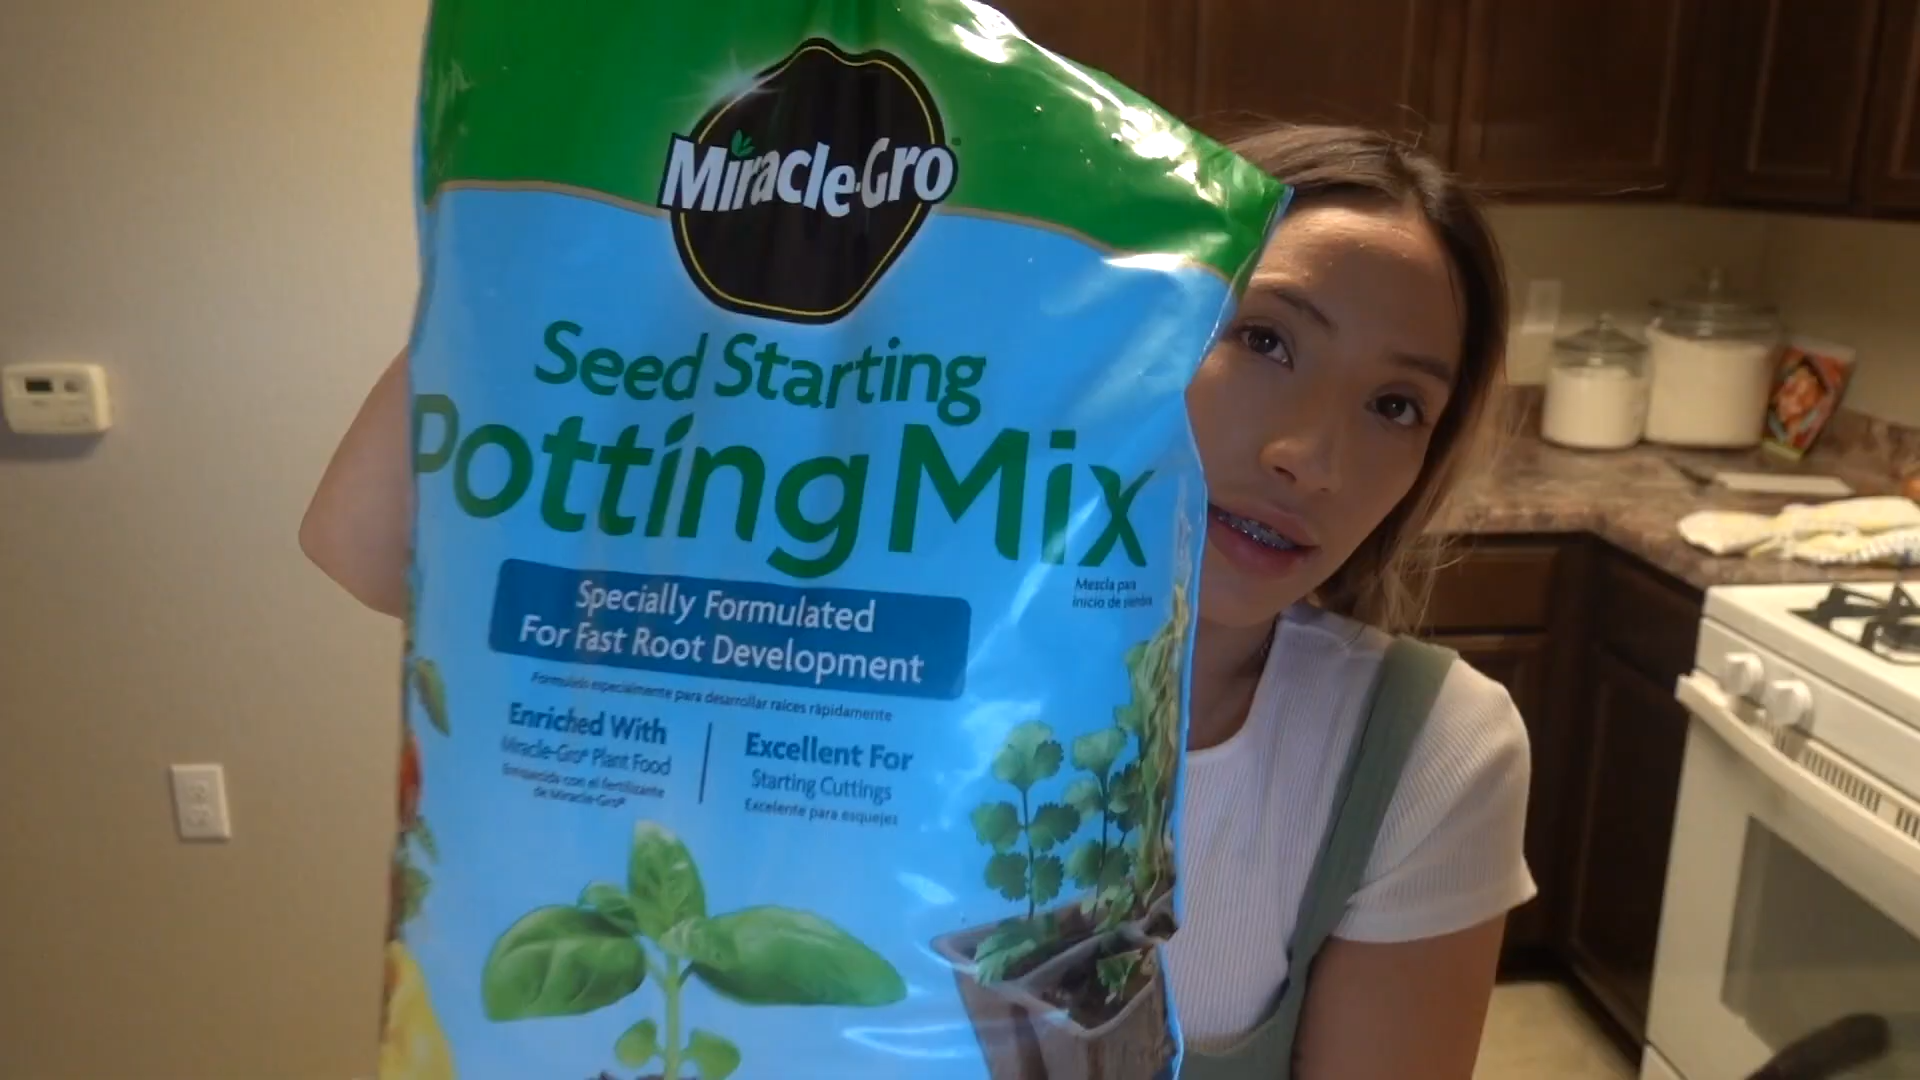 Miracle-Gro
Seed Starting
Potting Mix
Mezcla para
inicio de siembra
Specially Formulated
For Fast Root Development
Formulado especialmente para desarrollar raíces rápidamente
Enriched With
Miracle-Gro® Plant Food
Enriquecida con el fertilizante
de Miracle-Gro®
Excellent For
Starting Cuttings
Excelente para esquejes